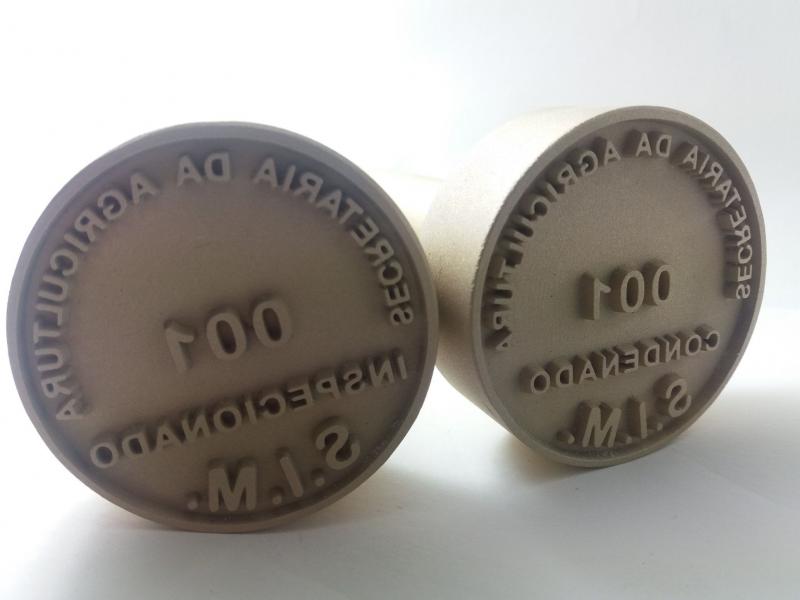 SECRETARIA DA AGRICULTURA
001
INSPECIONADO
S.I.M.
SECRETARIA DA AGRICULTURA
001
CONDENADO
S.I.M.